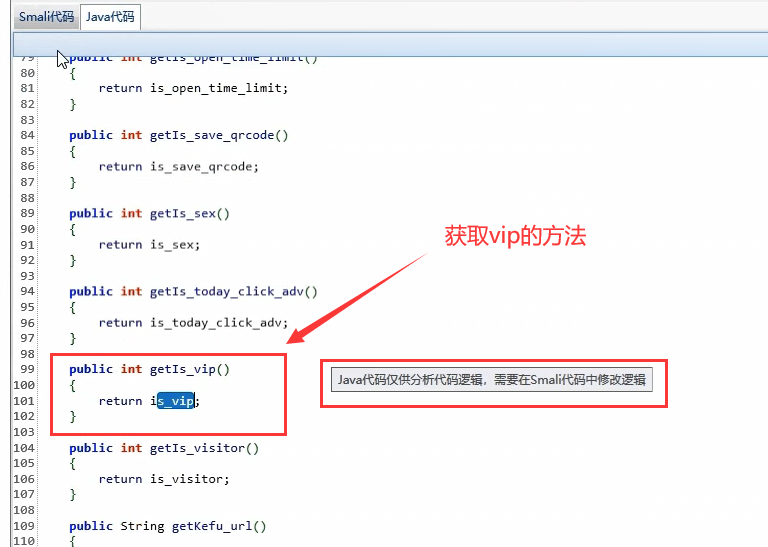 Smali代码 Java代码
79 public int getIs_open_time_limit()
80 {
81 return is_open_time_limit;
82 }
83
84 public int getIs_save_qrcode()
85 {
86 return is_save_qrcode;
87 }
88
89 public int getIs_sex()
90 {
91 return is_sex;
92 }
93
94 public int getIs_today_click_adv()
95 {
96 return is_today_click_adv;
97 }
98
99 public int getIs_vip()
100 {
101 return is_vip;
102 }
103
104 public int getIs_visitor()
105 {
106 return is_visitor;
107 }
108
109 public String getKefu_url()
110 {
获取vip的方法
Java代码仅供分析代码逻辑，需要在Smali代码中修改逻辑